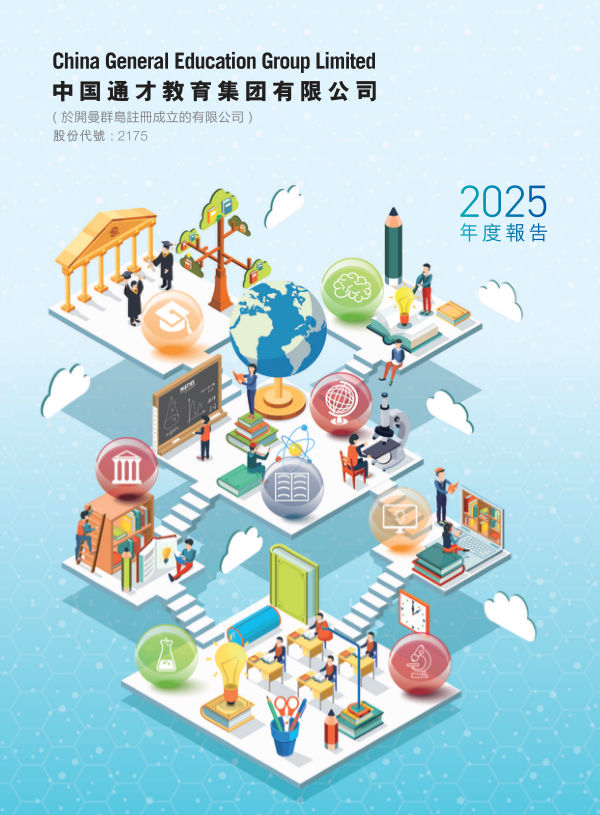 China General Education Group Limited
中国通才教育集团有限公司
(於開曼群島註冊成立的有限公司)
股份代號:2175
2025
年度報告
MATHS